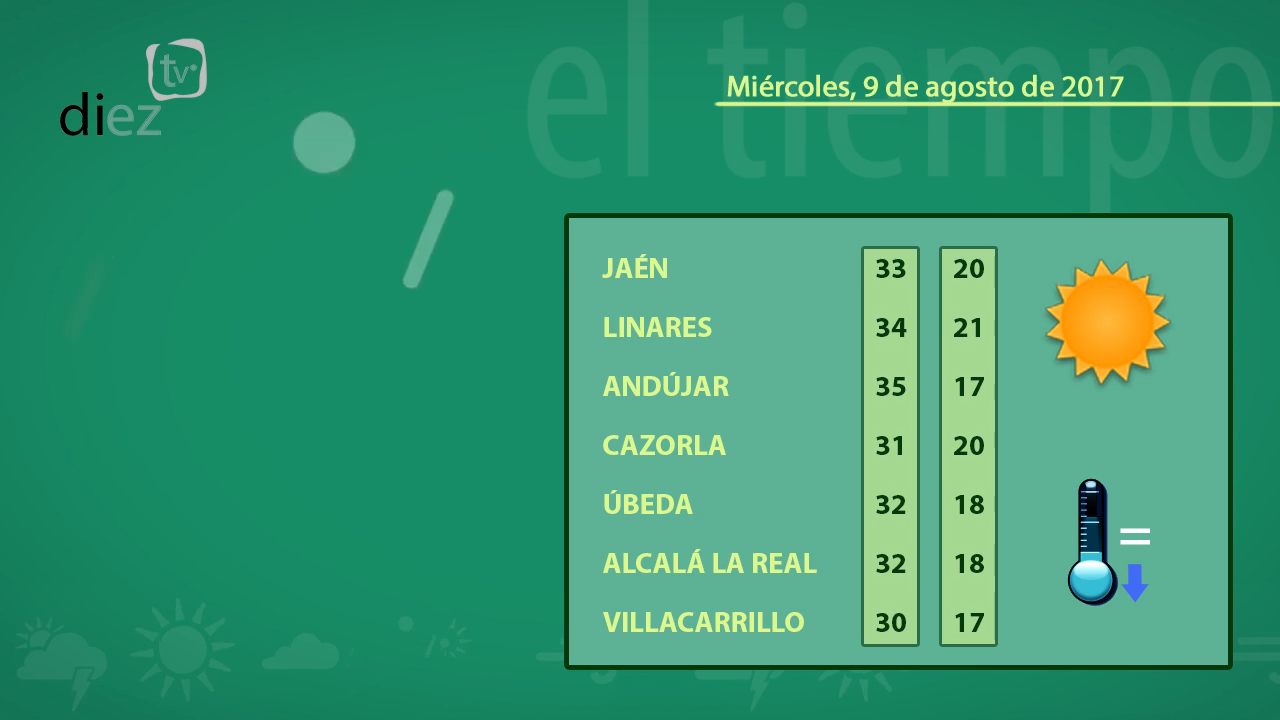 el tiempo
tv
diez
Miércoles, 9 de agosto de 2017
JAÉN 33 20
LINARES 34 21
ANDÚJAR 35 17
CAZORLA 31 20
ÚBEDA 32 18
ALCALÁ LA REAL 32 18
VILLACARRILLO 30 17
=